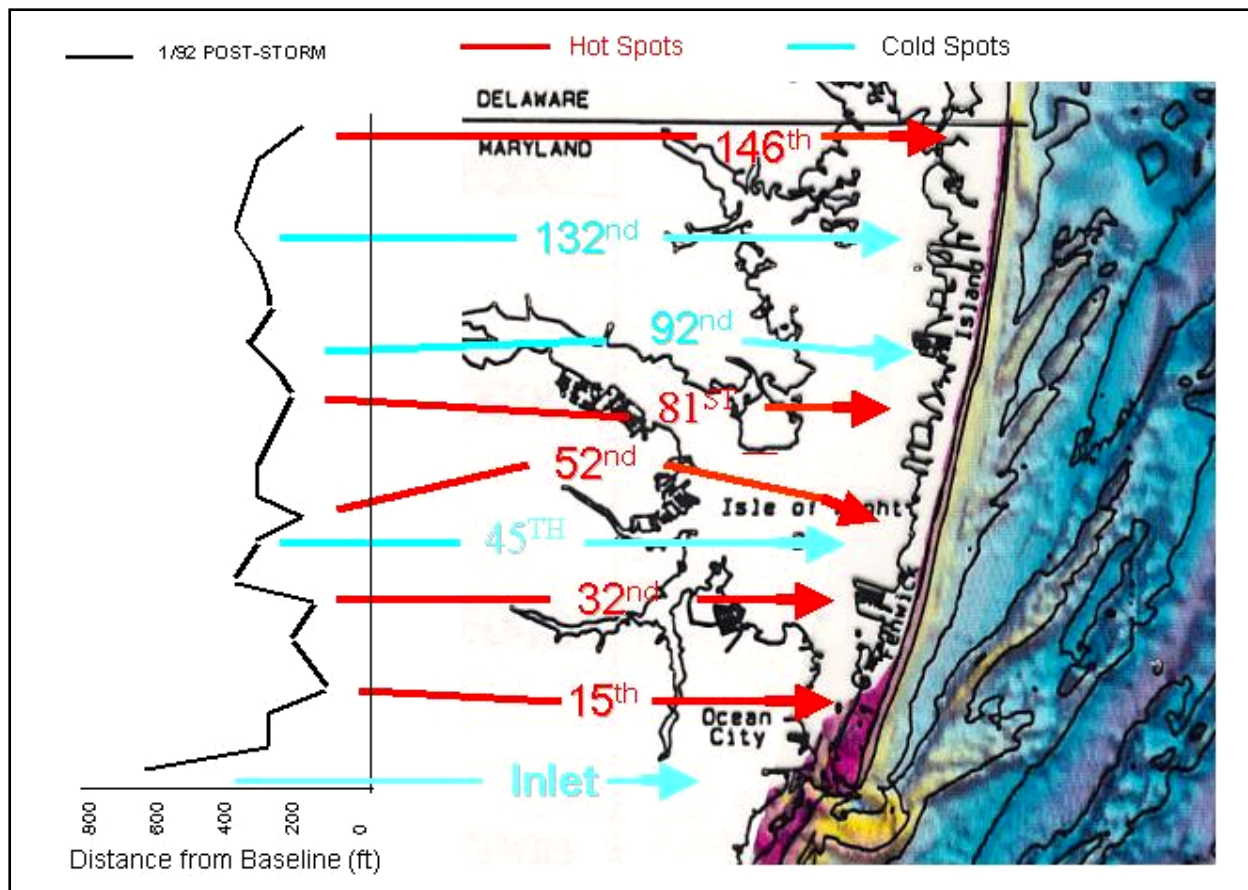 1/92 POST-STORM
Hot Spots
Cold Spots
DELAWARE
MARYLAND
146th
132nd
92nd
81ST
52nd
45TH
32nd
15th
Inlet
Island
Isle of
Fenwick
Ocean
City
800
600
400
200
0
Distance from Baseline (ft)